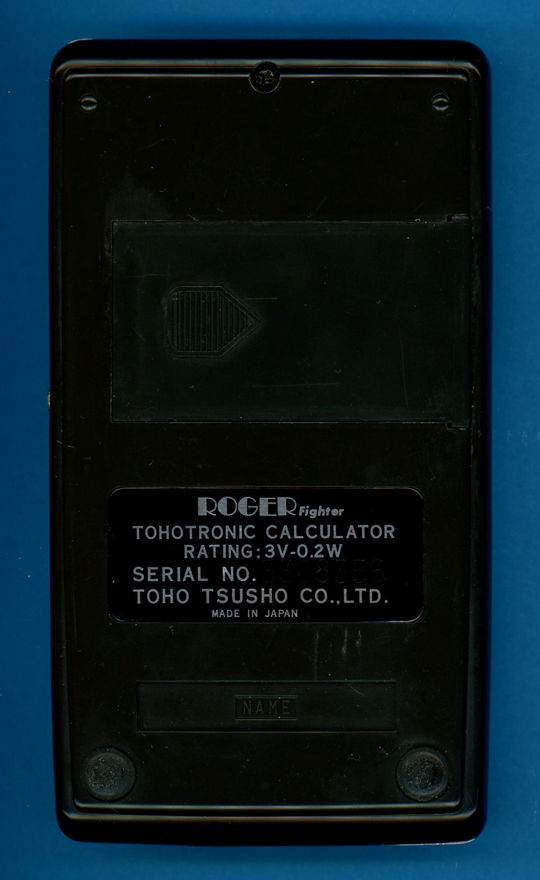 ROGER Fighter
TOHOTRONIC CALCULATOR
RATING: 3V-0.2W
SERIAL NO.
TOHO TSUSHO CO.,LTD.
MADE IN JAPAN
NAME